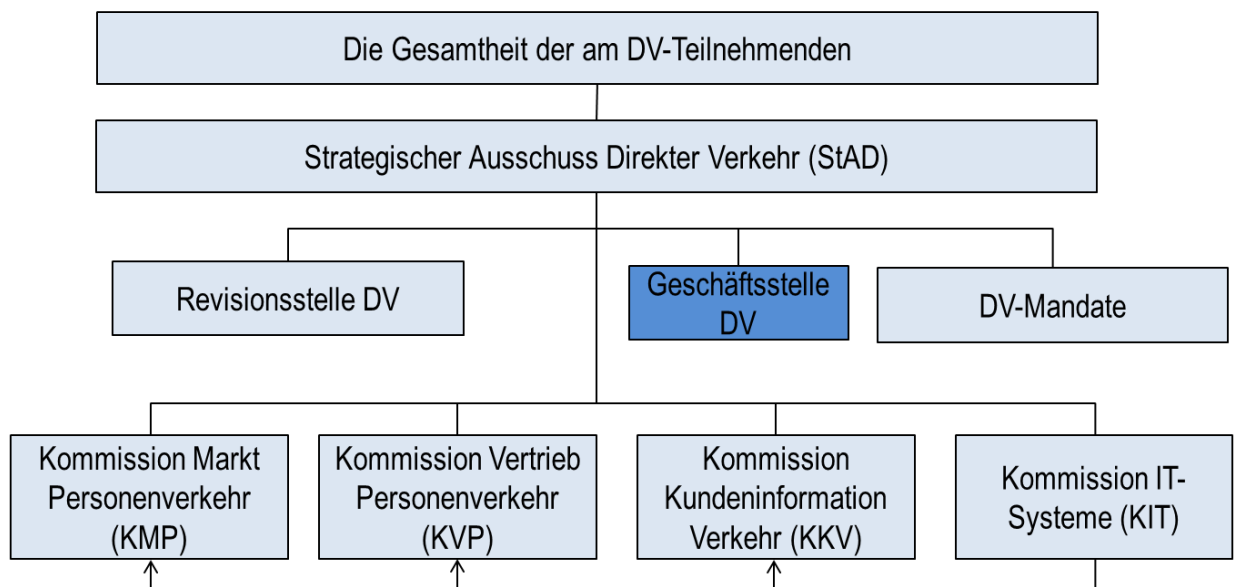 Die Gesamtheit der am DV-Teilnehmenden
Strategischer Ausschuss Direkter Verkehr (StAD)
Revisionsstelle DV
Geschäftsstelle
DV
DV-Mandate
Kommission Markt
Personenverkehr
(KMP)
Kommission Vertrieb
Personenverkehr
(KVP)
Kommission
Kundeninformation
Verkehr (KKV)
Kommission IT-
Systeme (KIT)